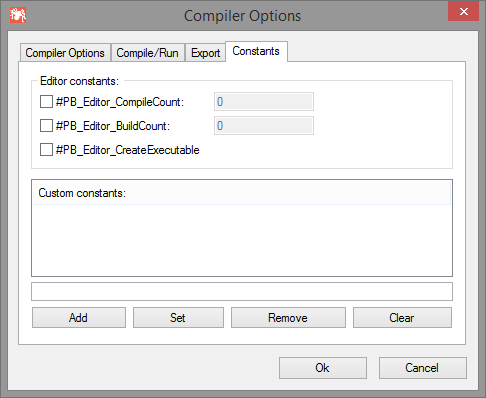 Compiler Options
Compiler Options Compile/Run Export Constants
Editor constants:
#PB_Editor_CompileCount: 0
#PB_Editor_BuildCount: 0
#PB_Editor_CreateExecutable
Custom constants:
Add Set Remove Clear
Ok Cancel